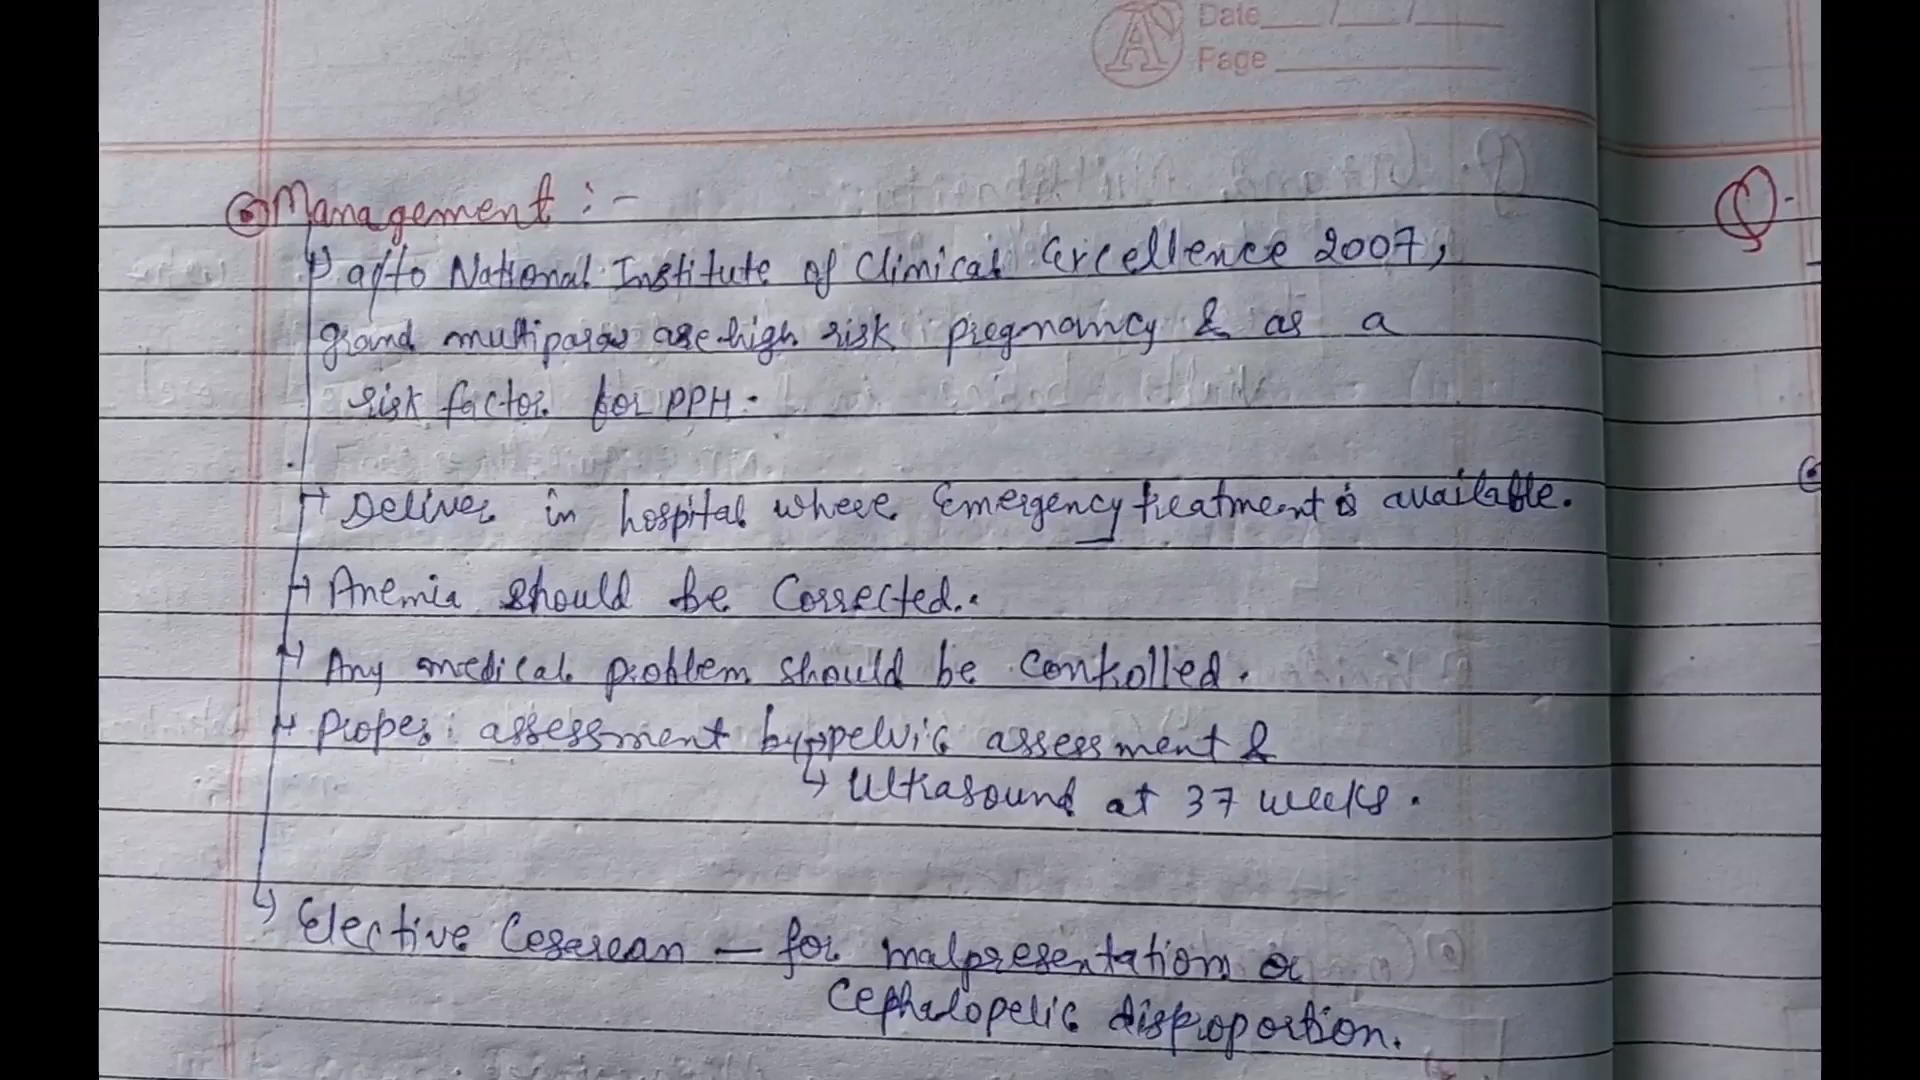 Date / /
Page
Management :-
a/to National Institute of Clinical Excellence 2007,
grand multiparas are high risk pregnancy & as a
risk factor for PPH.
Deliver in hospital where Emergency treatment is available.
Anemia should be Corrected.
Any medical problem should be controlled.
Proper assessment by → pelvic assessment &
↳ Ultrasound at 37 weeks.
↳ Elective Cesarean — for malpresentation or
Cephalopelic disproportion.
Q.